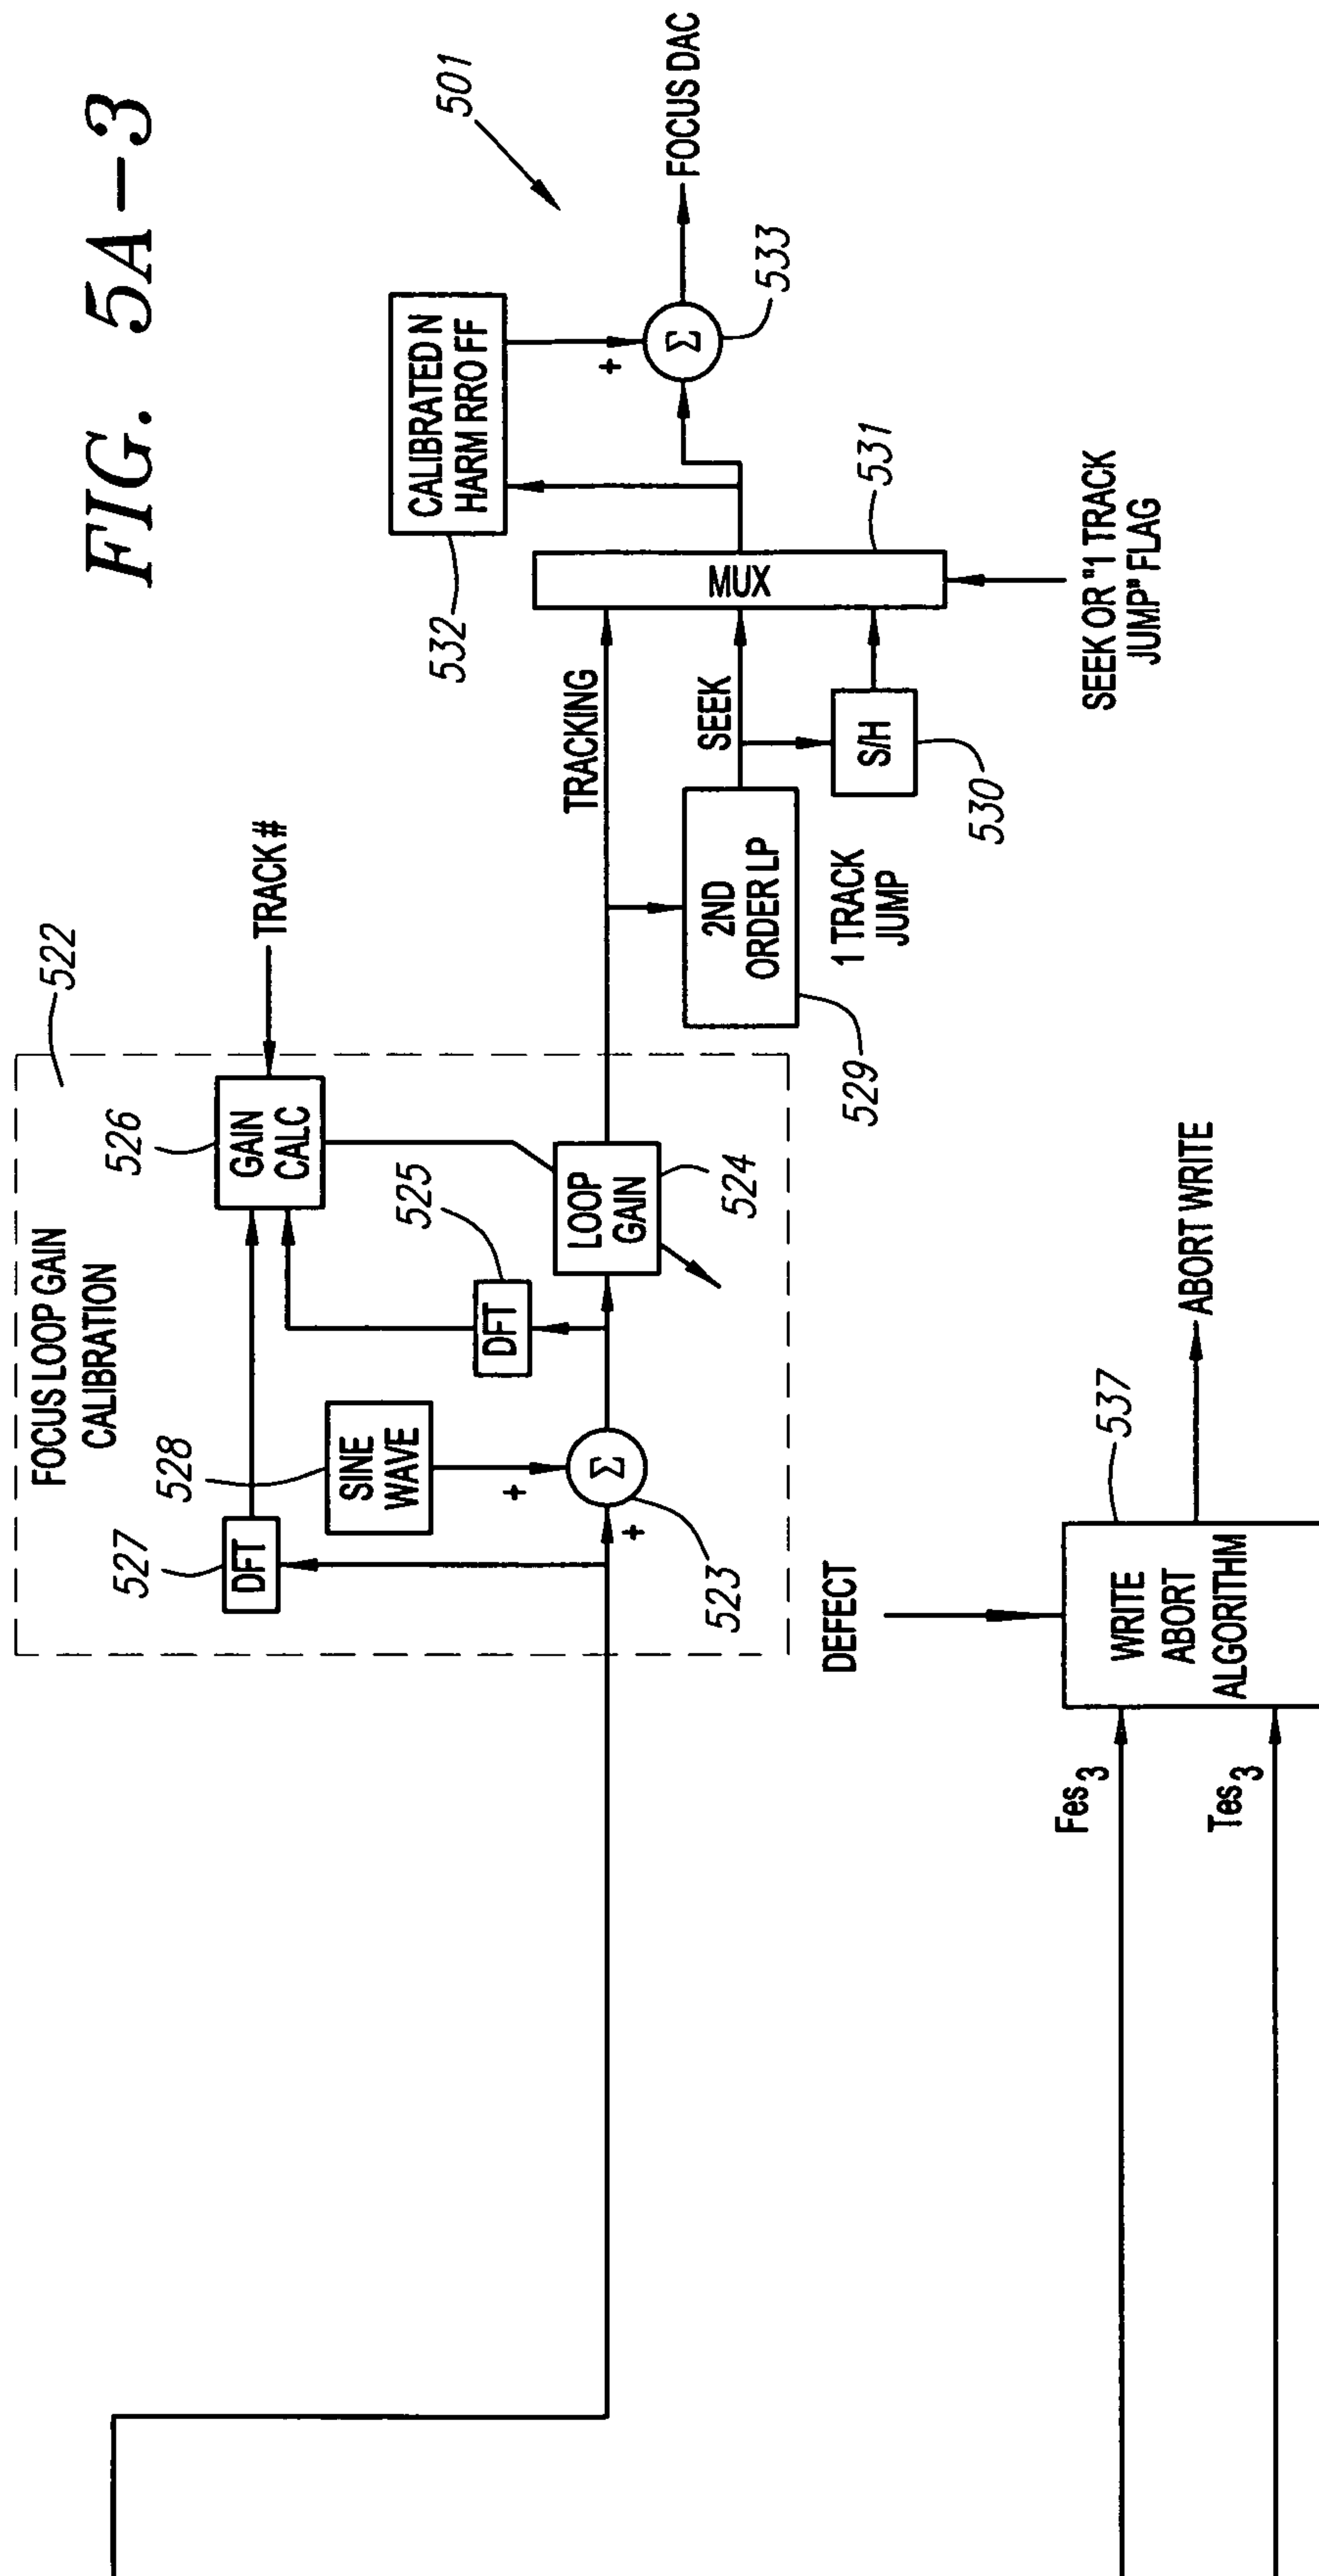 FIG. 5A-3
501
FOCUS DAC
533
Σ
+
CALIBRATED N
HARM RRO FF
532
531
MUX
SEEK OR "1 TRACK
JUMP" FLAG
TRACKING
SEEK
S/H
530
2ND
ORDER LP
529
1 TRACK
JUMP
TRACK#
522
FOCUS LOOP GAIN
CALIBRATION
526
GAIN
CALC
525
DFT
LOOP
GAIN
524
527
DFT
528
SINE
WAVE
+
Σ
+
523
DEFECT
537
WRITE
ABORT
ALGORITHM
ABORT WRITE
Fes3
Tes3